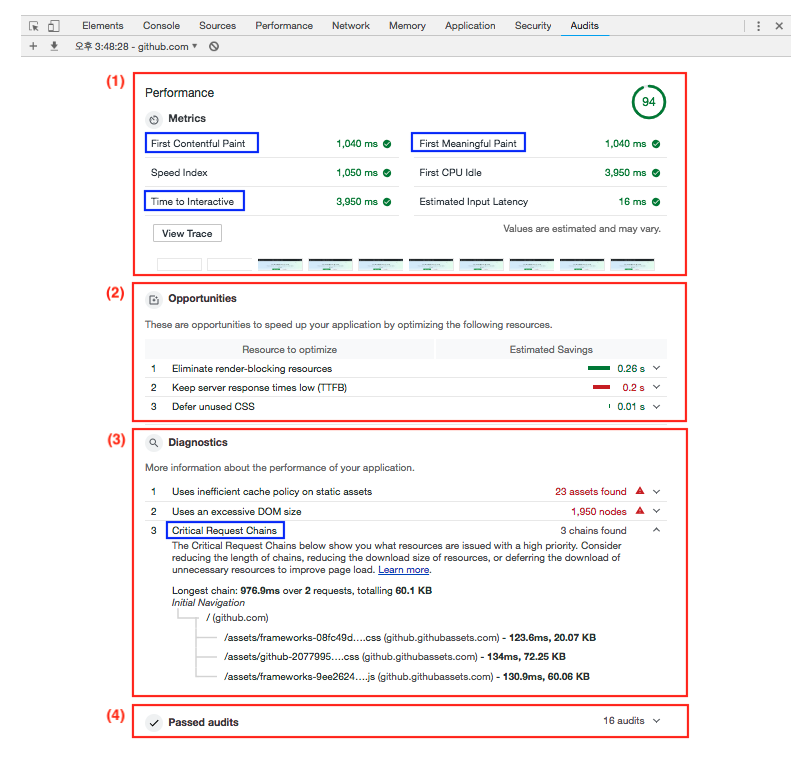 Elements Console Sources Performance Network Memory Application Security Audits
오후 3:48:28 - github.com
(1)
Performance
94
Metrics
First Contentful Paint 1,040 ms
First Meaningful Paint 1,040 ms
Speed Index 1,050 ms
First CPU Idle 3,950 ms
Time to Interactive 3,950 ms
Estimated Input Latency 16 ms
View Trace
Values are estimated and may vary.
(2)
Opportunities
These are opportunities to speed up your application by optimizing the following resources.
Resource to optimize Estimated Savings
1 Eliminate render-blocking resources 0.26 s
2 Keep server response times low (TTFB) 0.2 s
3 Defer unused CSS 0.01 s
(3)
Diagnostics
More information about the performance of your application.
1 Uses inefficient cache policy on static assets 23 assets found
2 Uses an excessive DOM size 1,950 nodes
3 Critical Request Chains 3 chains found
The Critical Request Chains below show you what resources are issued with a high priority. Consider
reducing the length of chains, reducing the download size of resources, or deferring the download of
unnecessary resources to improve page load. Learn more.
Longest chain: 976.9ms over 2 requests, totalling 60.1 KB
Initial Navigation
/ (github.com)
/assets/frameworks-08fc49d….css (github.githubassets.com) - 123.6ms, 20.07 KB
/assets/github-2077995….css (github.githubassets.com) - 134ms, 72.25 KB
/assets/frameworks-9ee2624….js (github.githubassets.com) - 130.9ms, 60.06 KB
(4)
Passed audits 16 audits